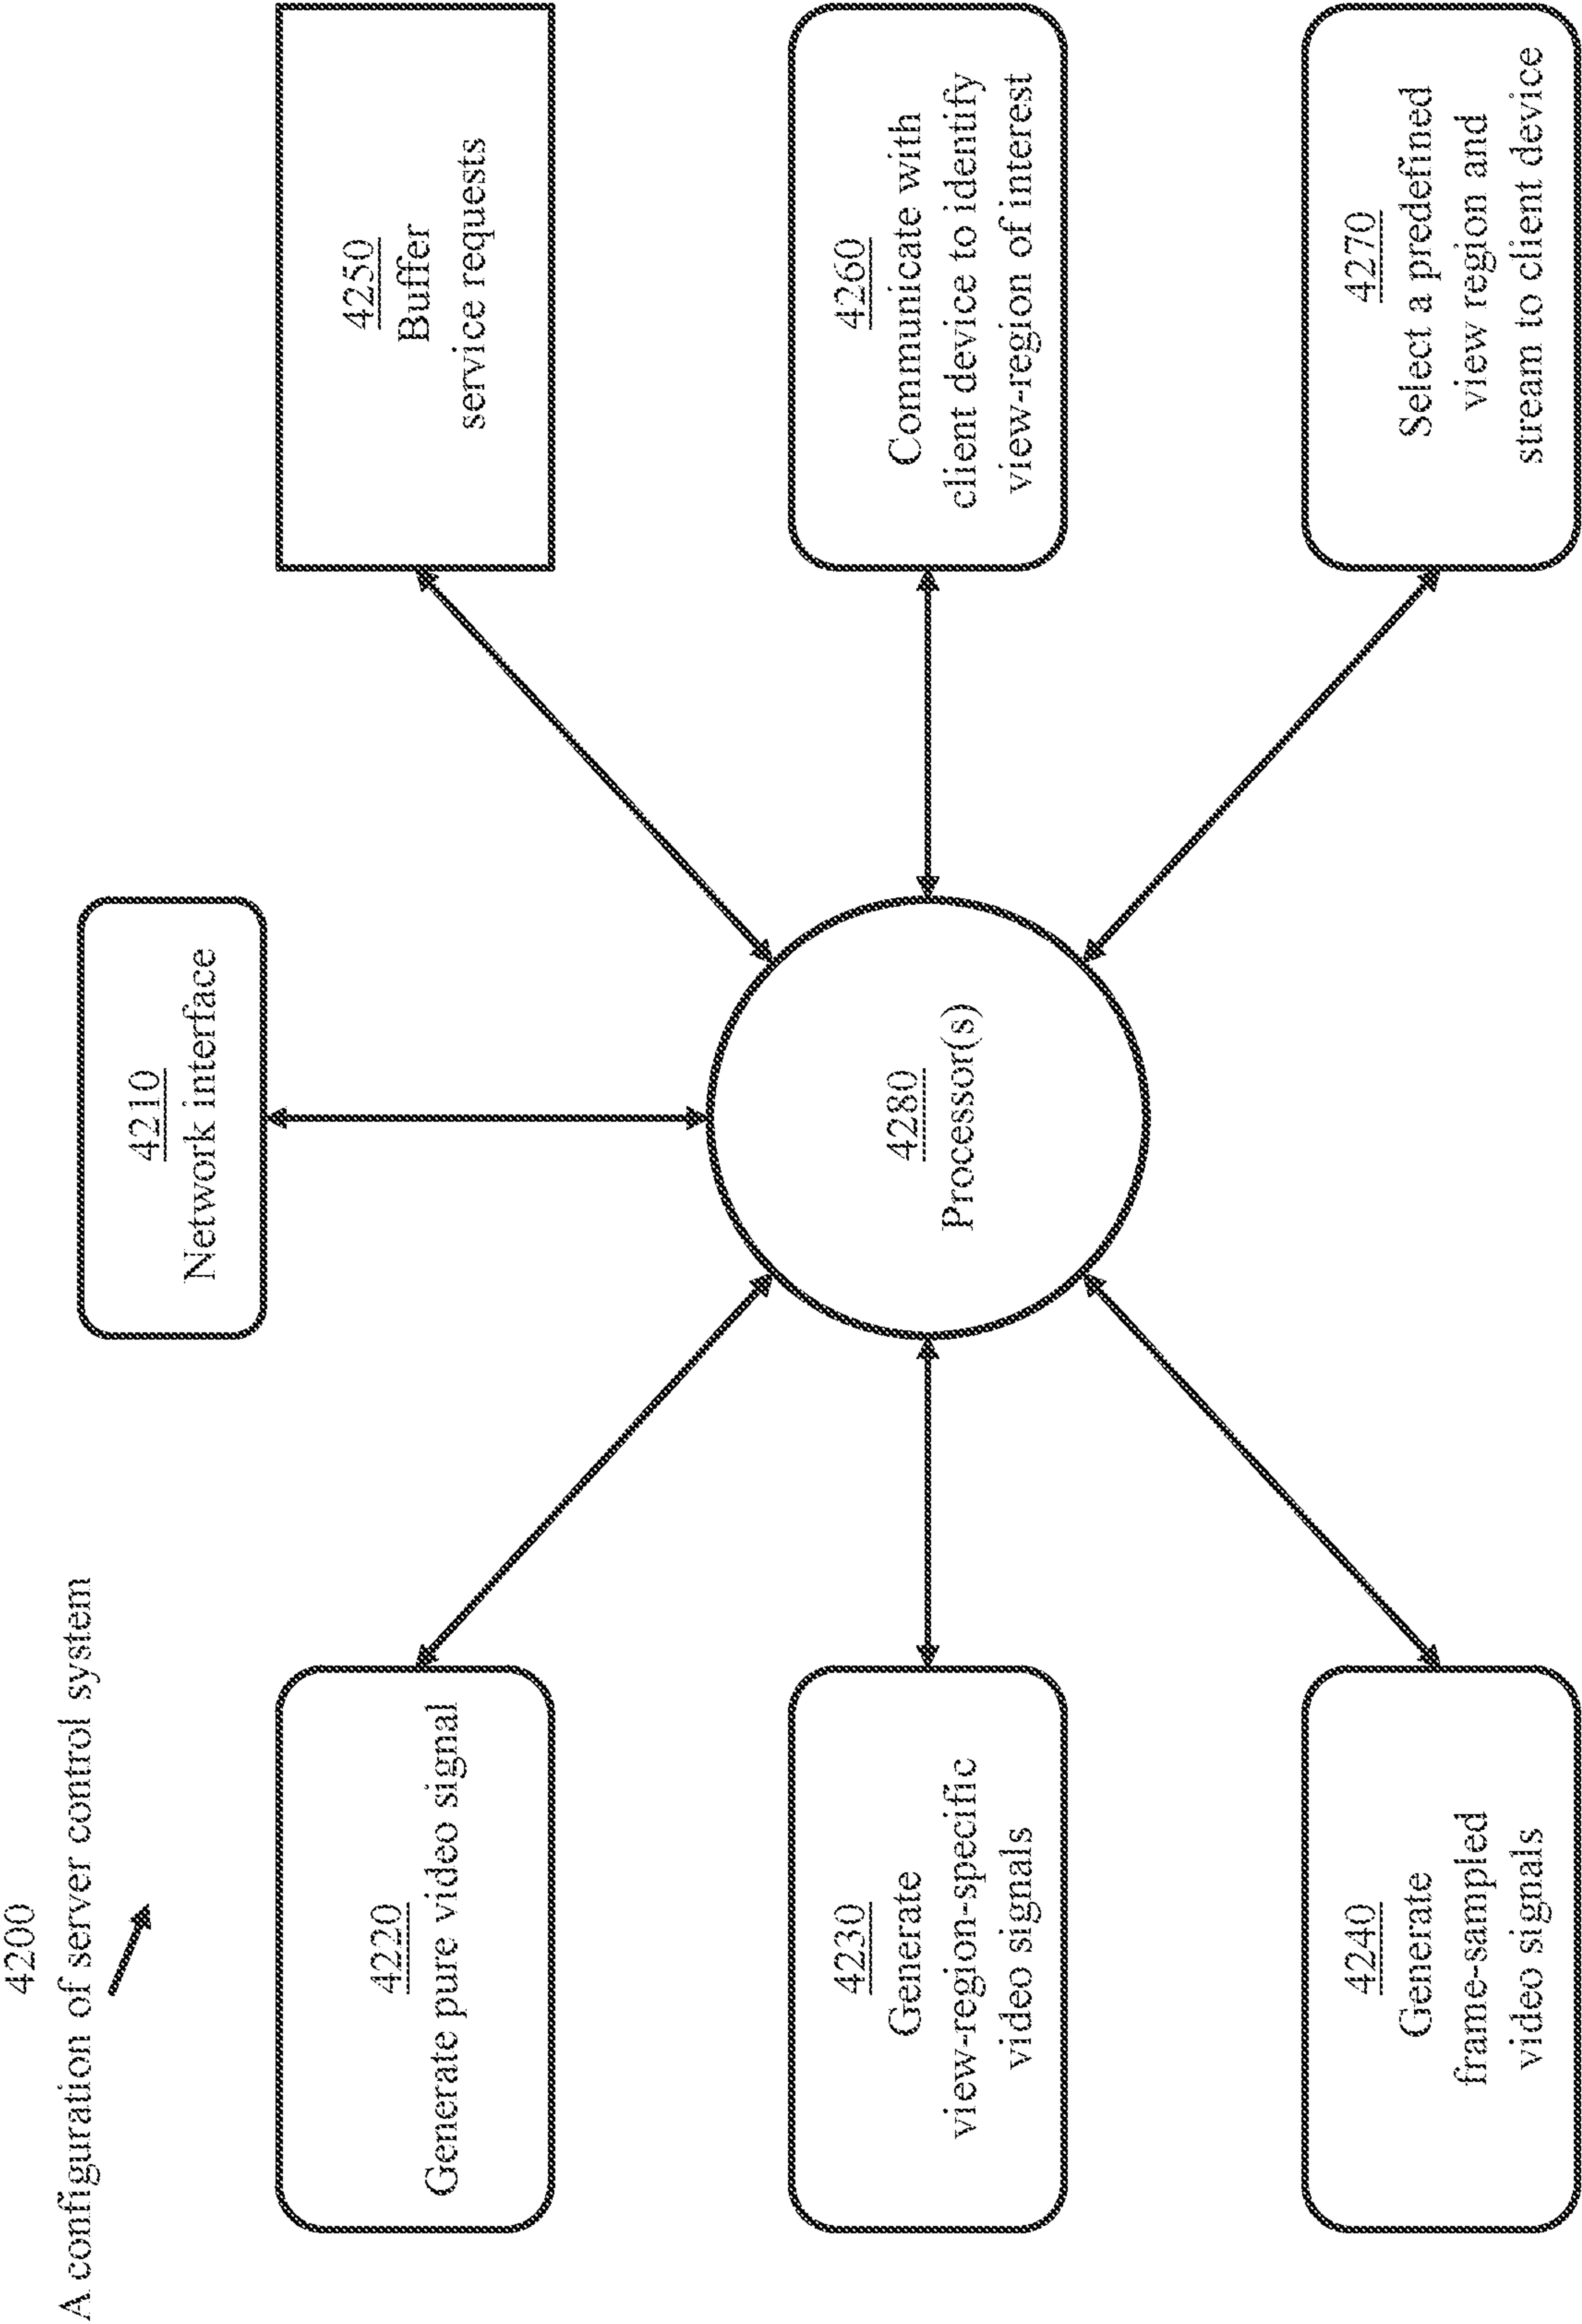 4200
A configuration of server control system
4210
Network interface
4220
Generate pure video signal
4230
Generate
view-region-specific
video signals
4240
Generate
frame-sampled
video signals
4280
Processor(s)
4250
Buffer
service requests
4260
Communicate with
client device to identify
view-region of interest
4270
Select a predefined
view region and
stream to client device